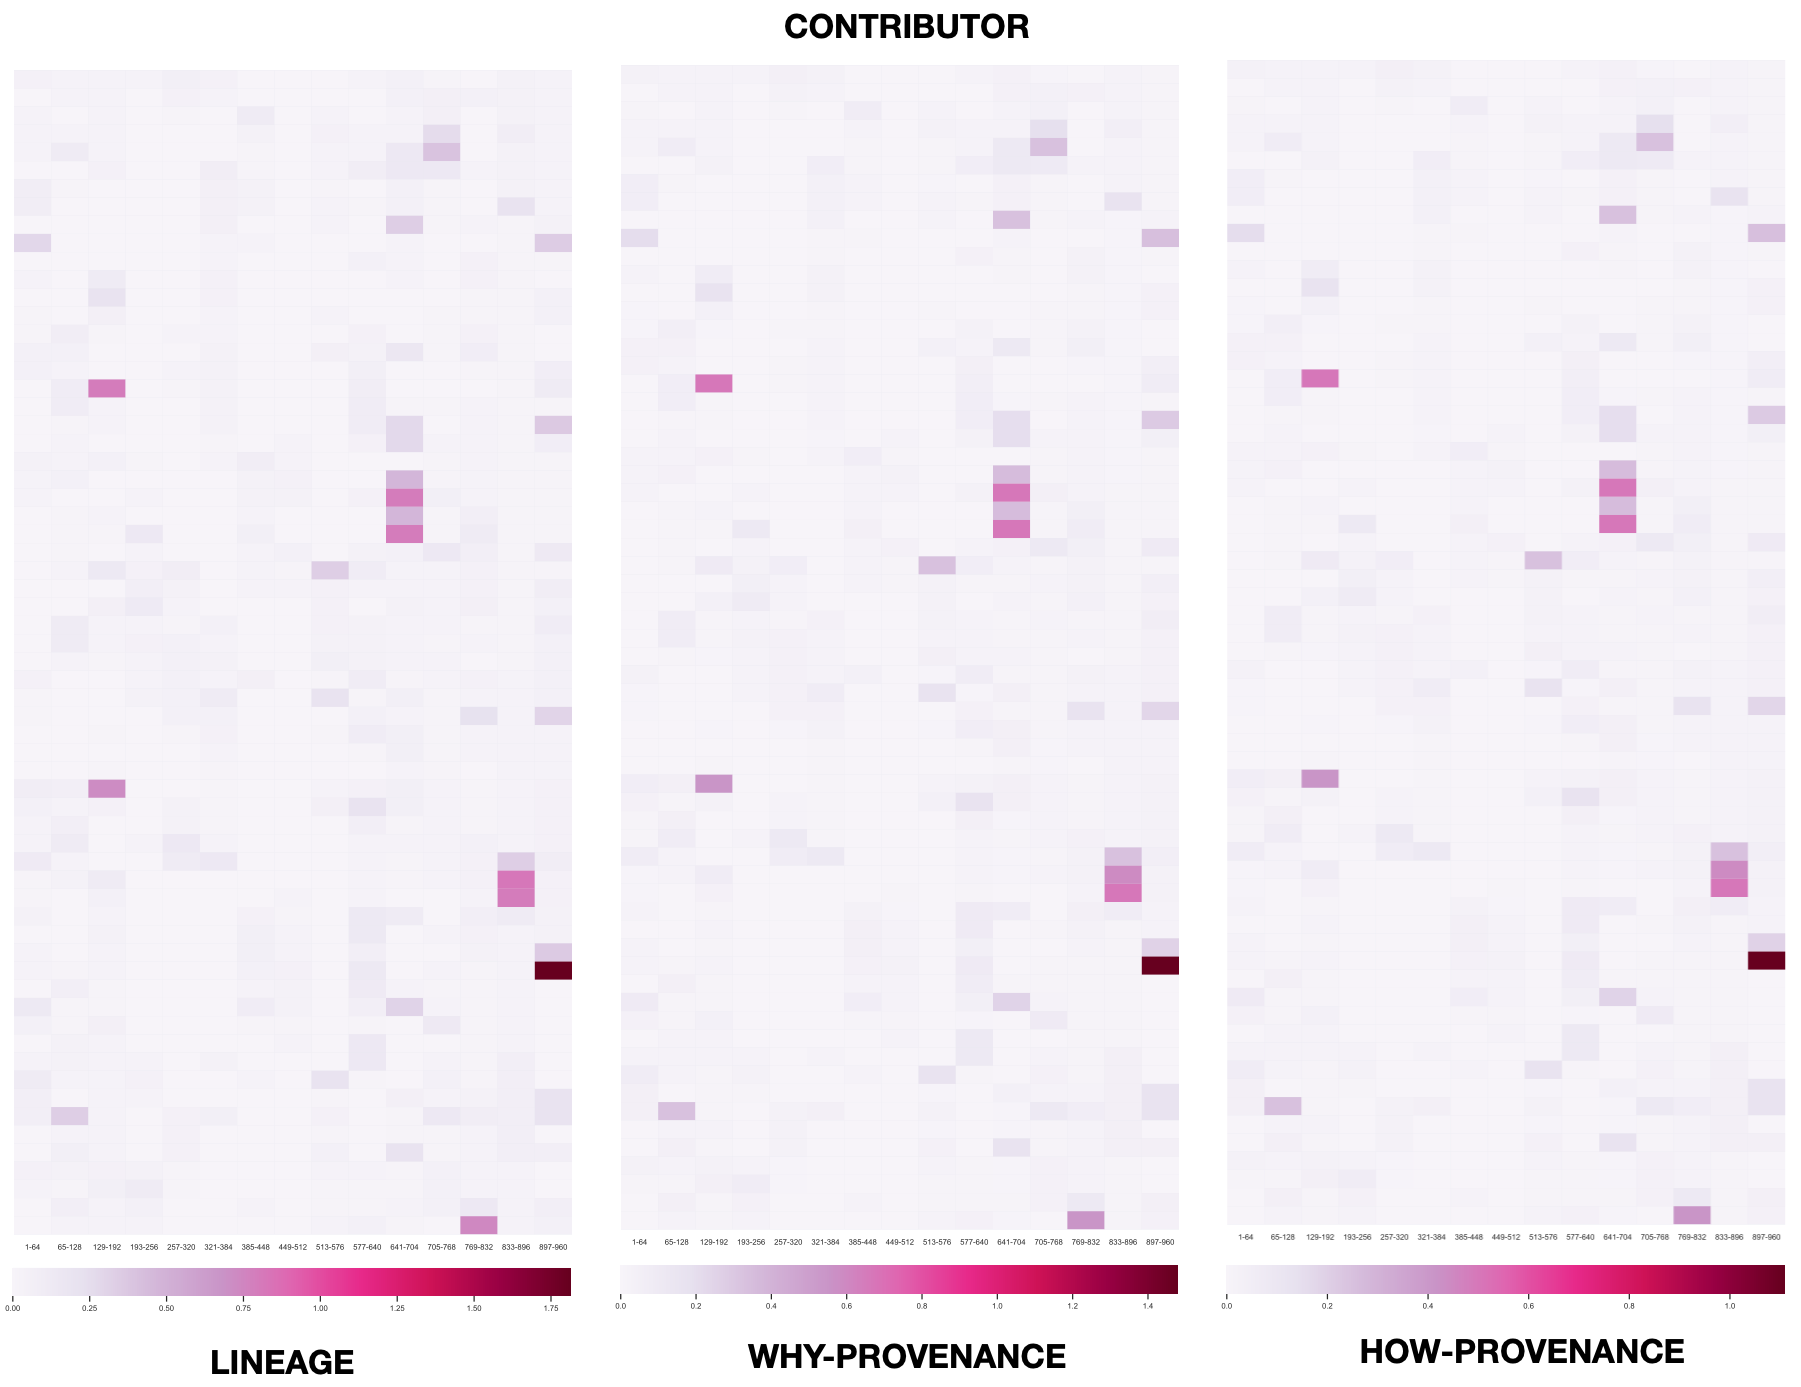 CONTRIBUTOR
1-64 65-128 129-192 193-256 257-320 321-384 385-448 449-512 513-576 577-640 641-704 705-768 769-832 833-896 897-960
0.00 0.25 0.50 0.75 1.00 1.25 1.50 1.75
LINEAGE
1-64 65-128 129-192 193-256 257-320 321-384 385-448 449-512 513-576 577-640 641-704 705-768 769-832 833-896 897-960
0.0 0.2 0.4 0.6 0.8 1.0 1.2 1.4
WHY-PROVENANCE
1-64 65-128 129-192 193-256 257-320 321-384 385-448 449-512 513-576 577-640 641-704 705-768 769-832 833-896 897-960
0.0 0.2 0.4 0.6 0.8 1.0
HOW-PROVENANCE